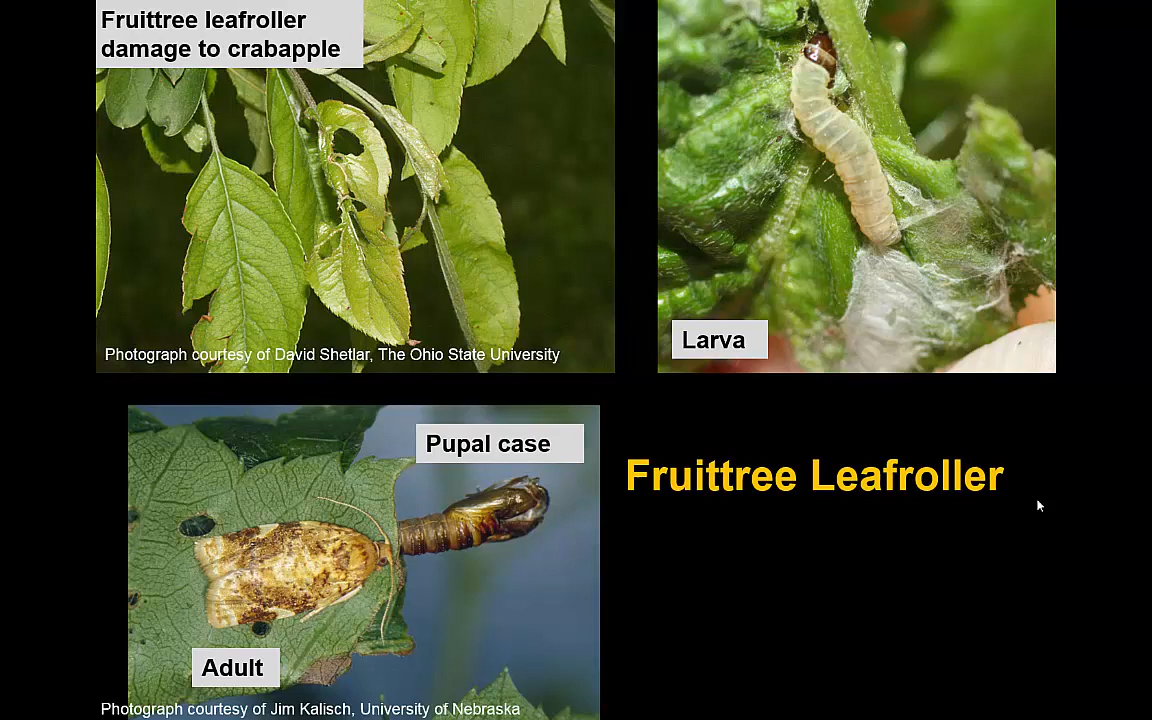 Fruittree leafroller
damage to crabapple
Photograph courtesy of David Shetlar, The Ohio State University
Larva
Pupal case
Fruittree Leafroller
Adult
Photograph courtesy of Jim Kalisch, University of Nebraska